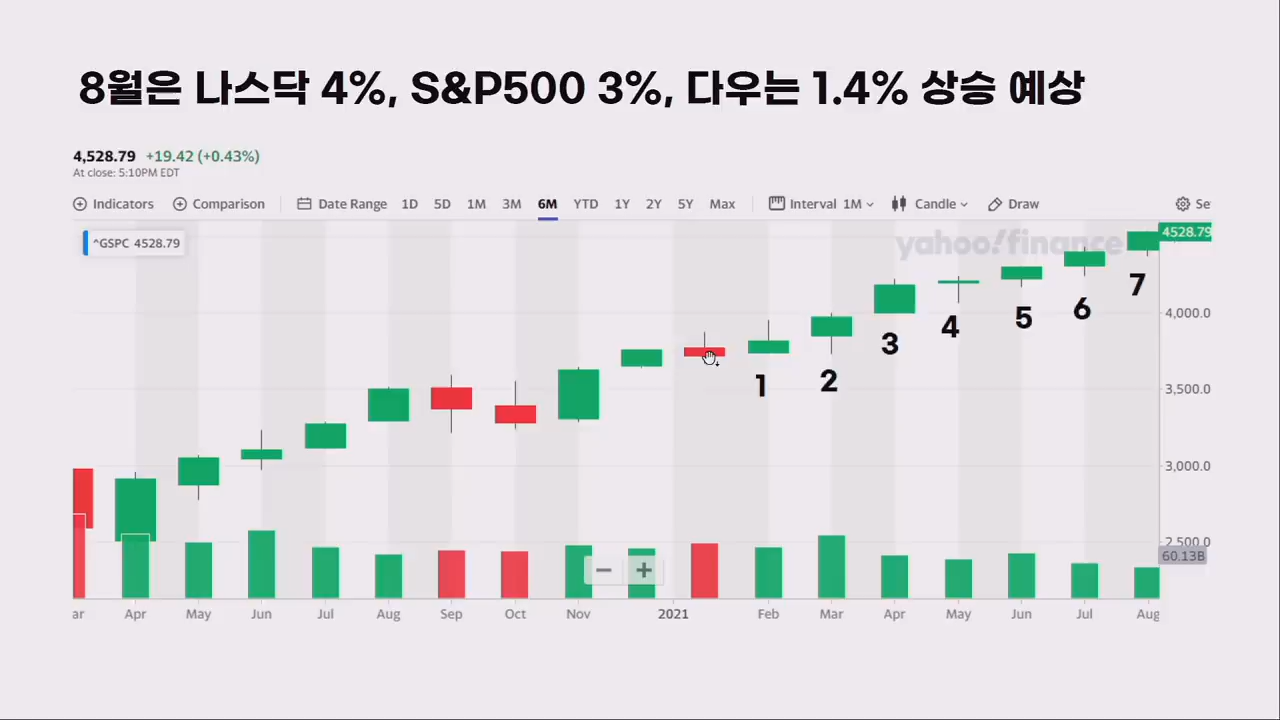 8월은 나스닥 4%, S&P500 3%, 다우는 1.4% 상승 예상
4,528.79 +19.42 (+0.43%)
At close: 5:10PM EDT
Indicators Comparison Date Range 1D 5D 1M 3M 6M YTD 1Y 2Y 5Y Max Interval 1M Candle Draw Se
^GSPC 4528.79
yahoo!finance
4528.79
7
6
5
4,000.0
4
3
1
2
3,500.0
3,000.0
2,500.0
60.13B
ar Apr May Jun Jul Aug Sep Oct Nov 2021 Feb Mar Apr May Jun Jul Aug